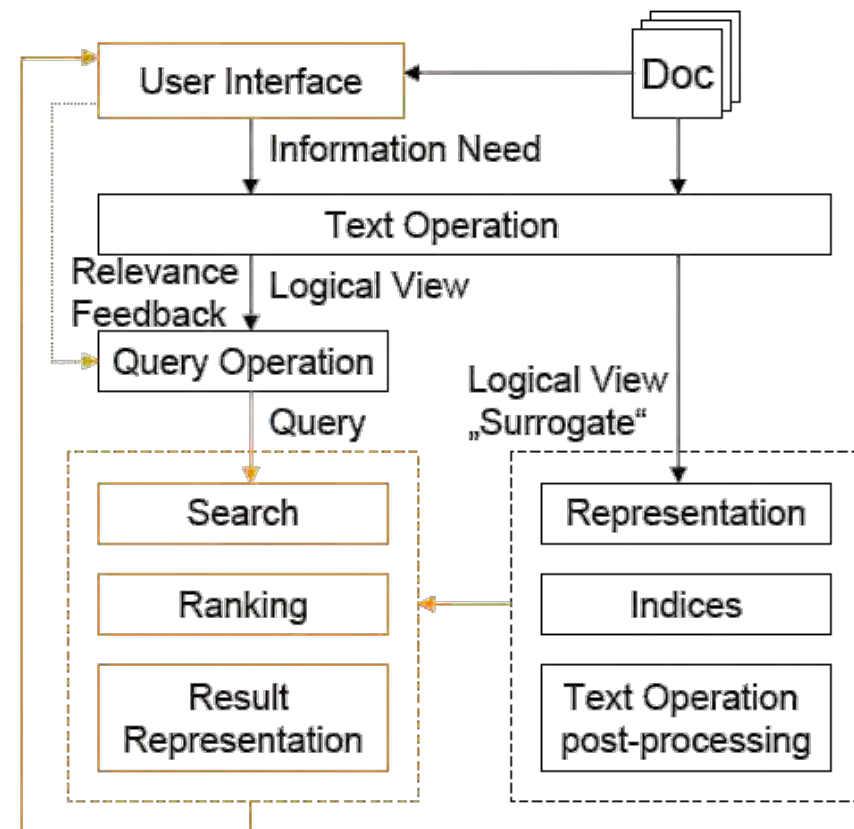 User Interface
Doc
Information Need
Text Operation
Relevance
Feedback
Logical View
Query Operation
Logical View
„Surrogate“
Query
Search
Representation
Ranking
Indices
Result
Representation
Text Operation
post-processing